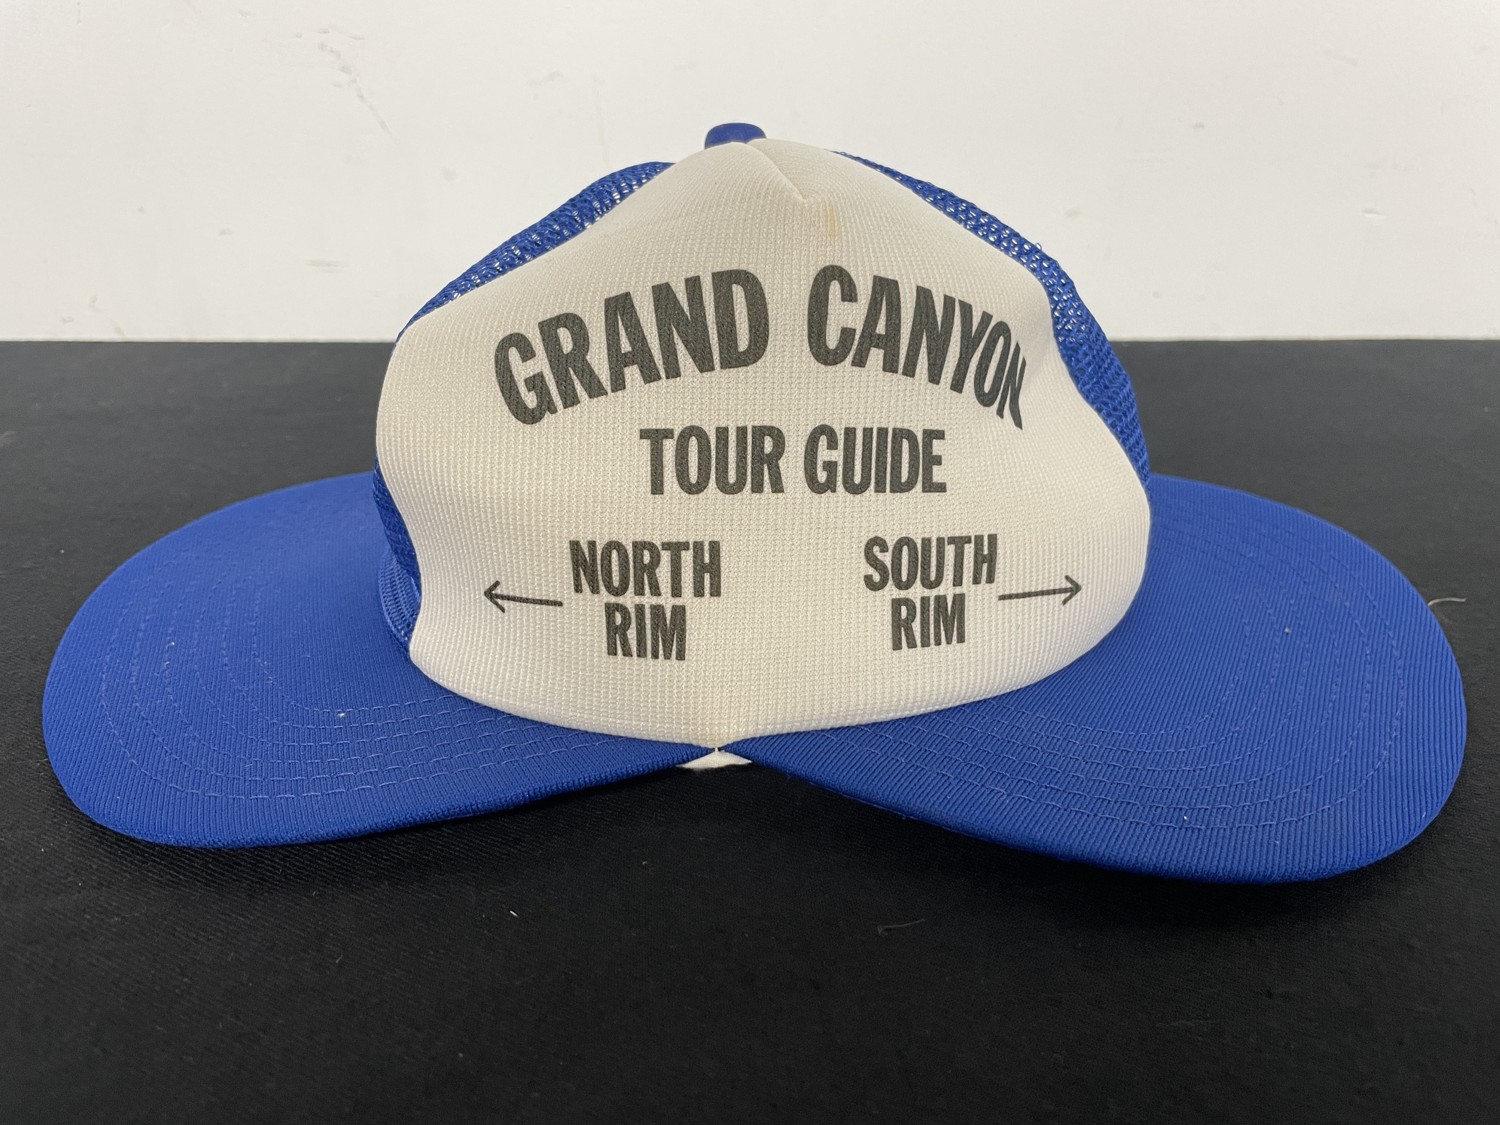 GRAND CANYON
TOUR GUIDE
← NORTH RIM
SOUTH RIM →